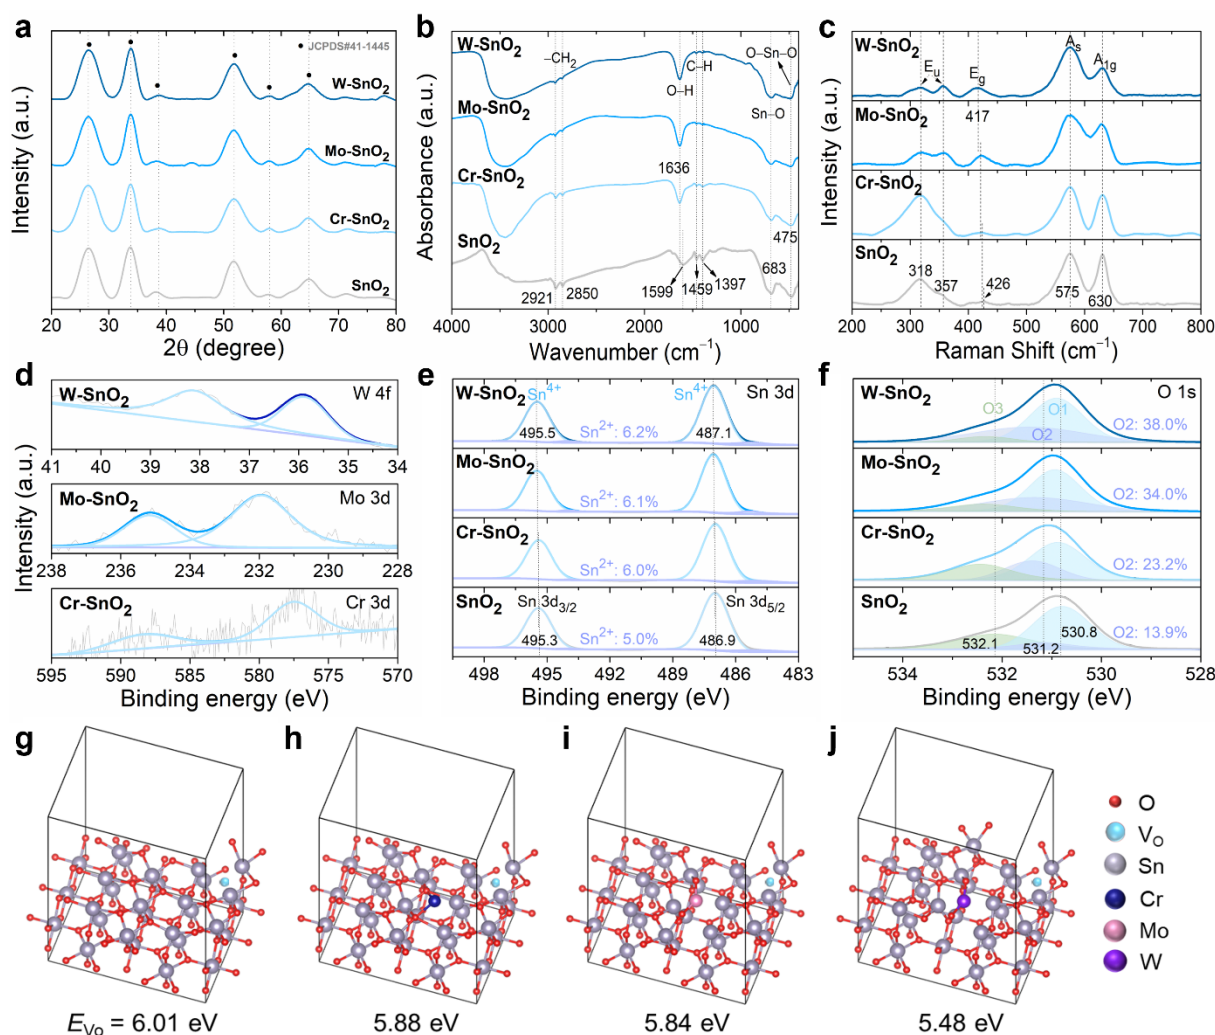 a
JCPDS#41-1445
W-SnO2
Mo-SnO2
Cr-SnO2
SnO2
Intensity (a.u.)
20 30 40 50 60 70 80
2θ (degree)
b
W-SnO2
O–Sn–O
–CH2
C–H
O–H
Mo-SnO2
Sn–O
1636
Cr-SnO2
475
SnO2
683
2921
2850
1599
1459
1397
Absorbance (a.u.)
4000 3000 2000 1000
Wavenumber (cm−1)
c
W-SnO2
As
Eu
Eg
A1g
Mo-SnO2
417
Cr-SnO2
SnO2
318
357
426
575
630
Intensity (a.u.)
200 300 400 500 600 700 800
Raman Shift (cm−1)
d
W-SnO2
W 4f
41 40 39 38 37 36 35 34
Mo-SnO2
Mo 3d
238 236 234 232 230 228
Cr-SnO2
Cr 3d
595 590 585 580 575 570
Intensity (a.u.)
Binding energy (eV)
e
W-SnO2
Sn4+
Sn4+
Sn 3d
495.5
Sn2+: 6.2%
487.1
Mo-SnO2
Sn2+: 6.1%
Cr-SnO2
Sn2+: 6.0%
SnO2
Sn 3d3/2
Sn 3d5/2
495.3
Sn2+: 5.0%
486.9
498 495 492 489 486 483
Binding energy (eV)
f
W-SnO2
O 1s
O3
O1
O2
O2: 38.0%
Mo-SnO2
O2: 34.0%
Cr-SnO2
O2: 23.2%
SnO2
530.8
O2: 13.9%
532.1
531.2
534 532 530 528
Binding energy (eV)
g
h
i
j
O
VO
Sn
Cr
Mo
W
EVo = 6.01 eV
5.88 eV
5.84 eV
5.48 eV